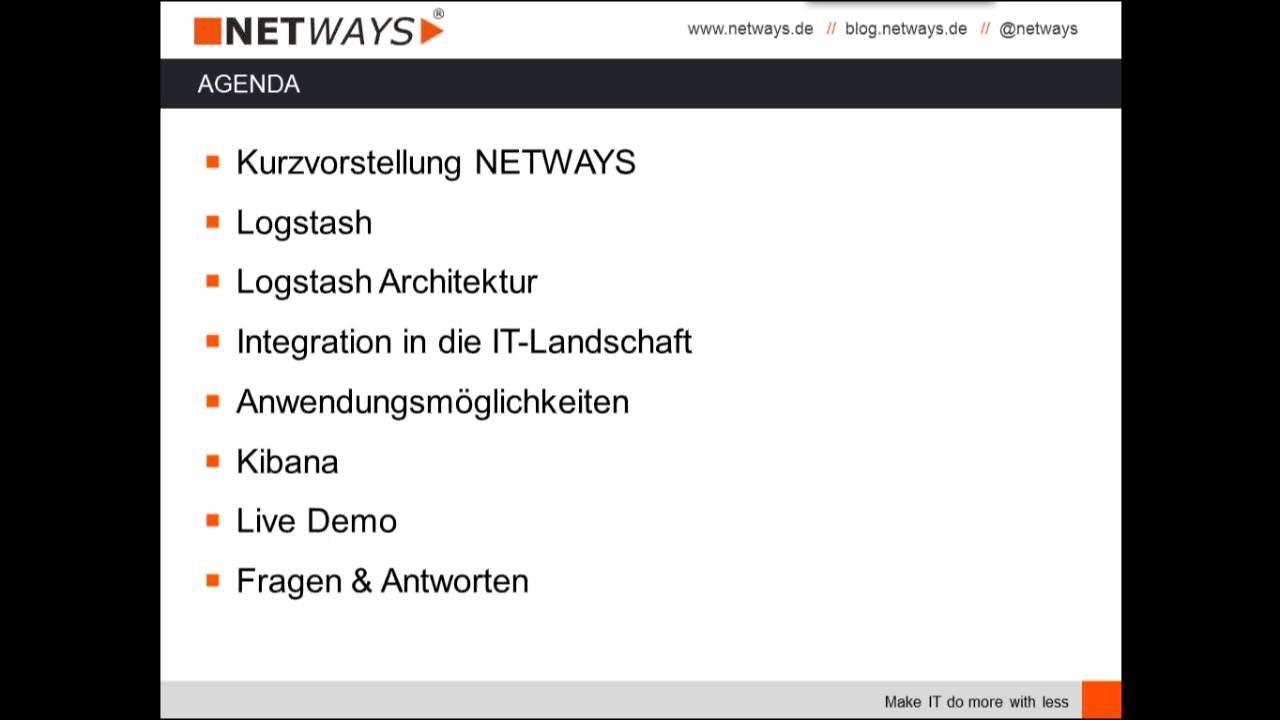 NETWAYS®
www.netways.de // blog.netways.de // @netways
AGENDA
Kurzvorstellung NETWAYS
Logstash
Logstash Architektur
Integration in die IT-Landschaft
Anwendungsmöglichkeiten
Kibana
Live Demo
Fragen & Antworten
Make IT do more with less